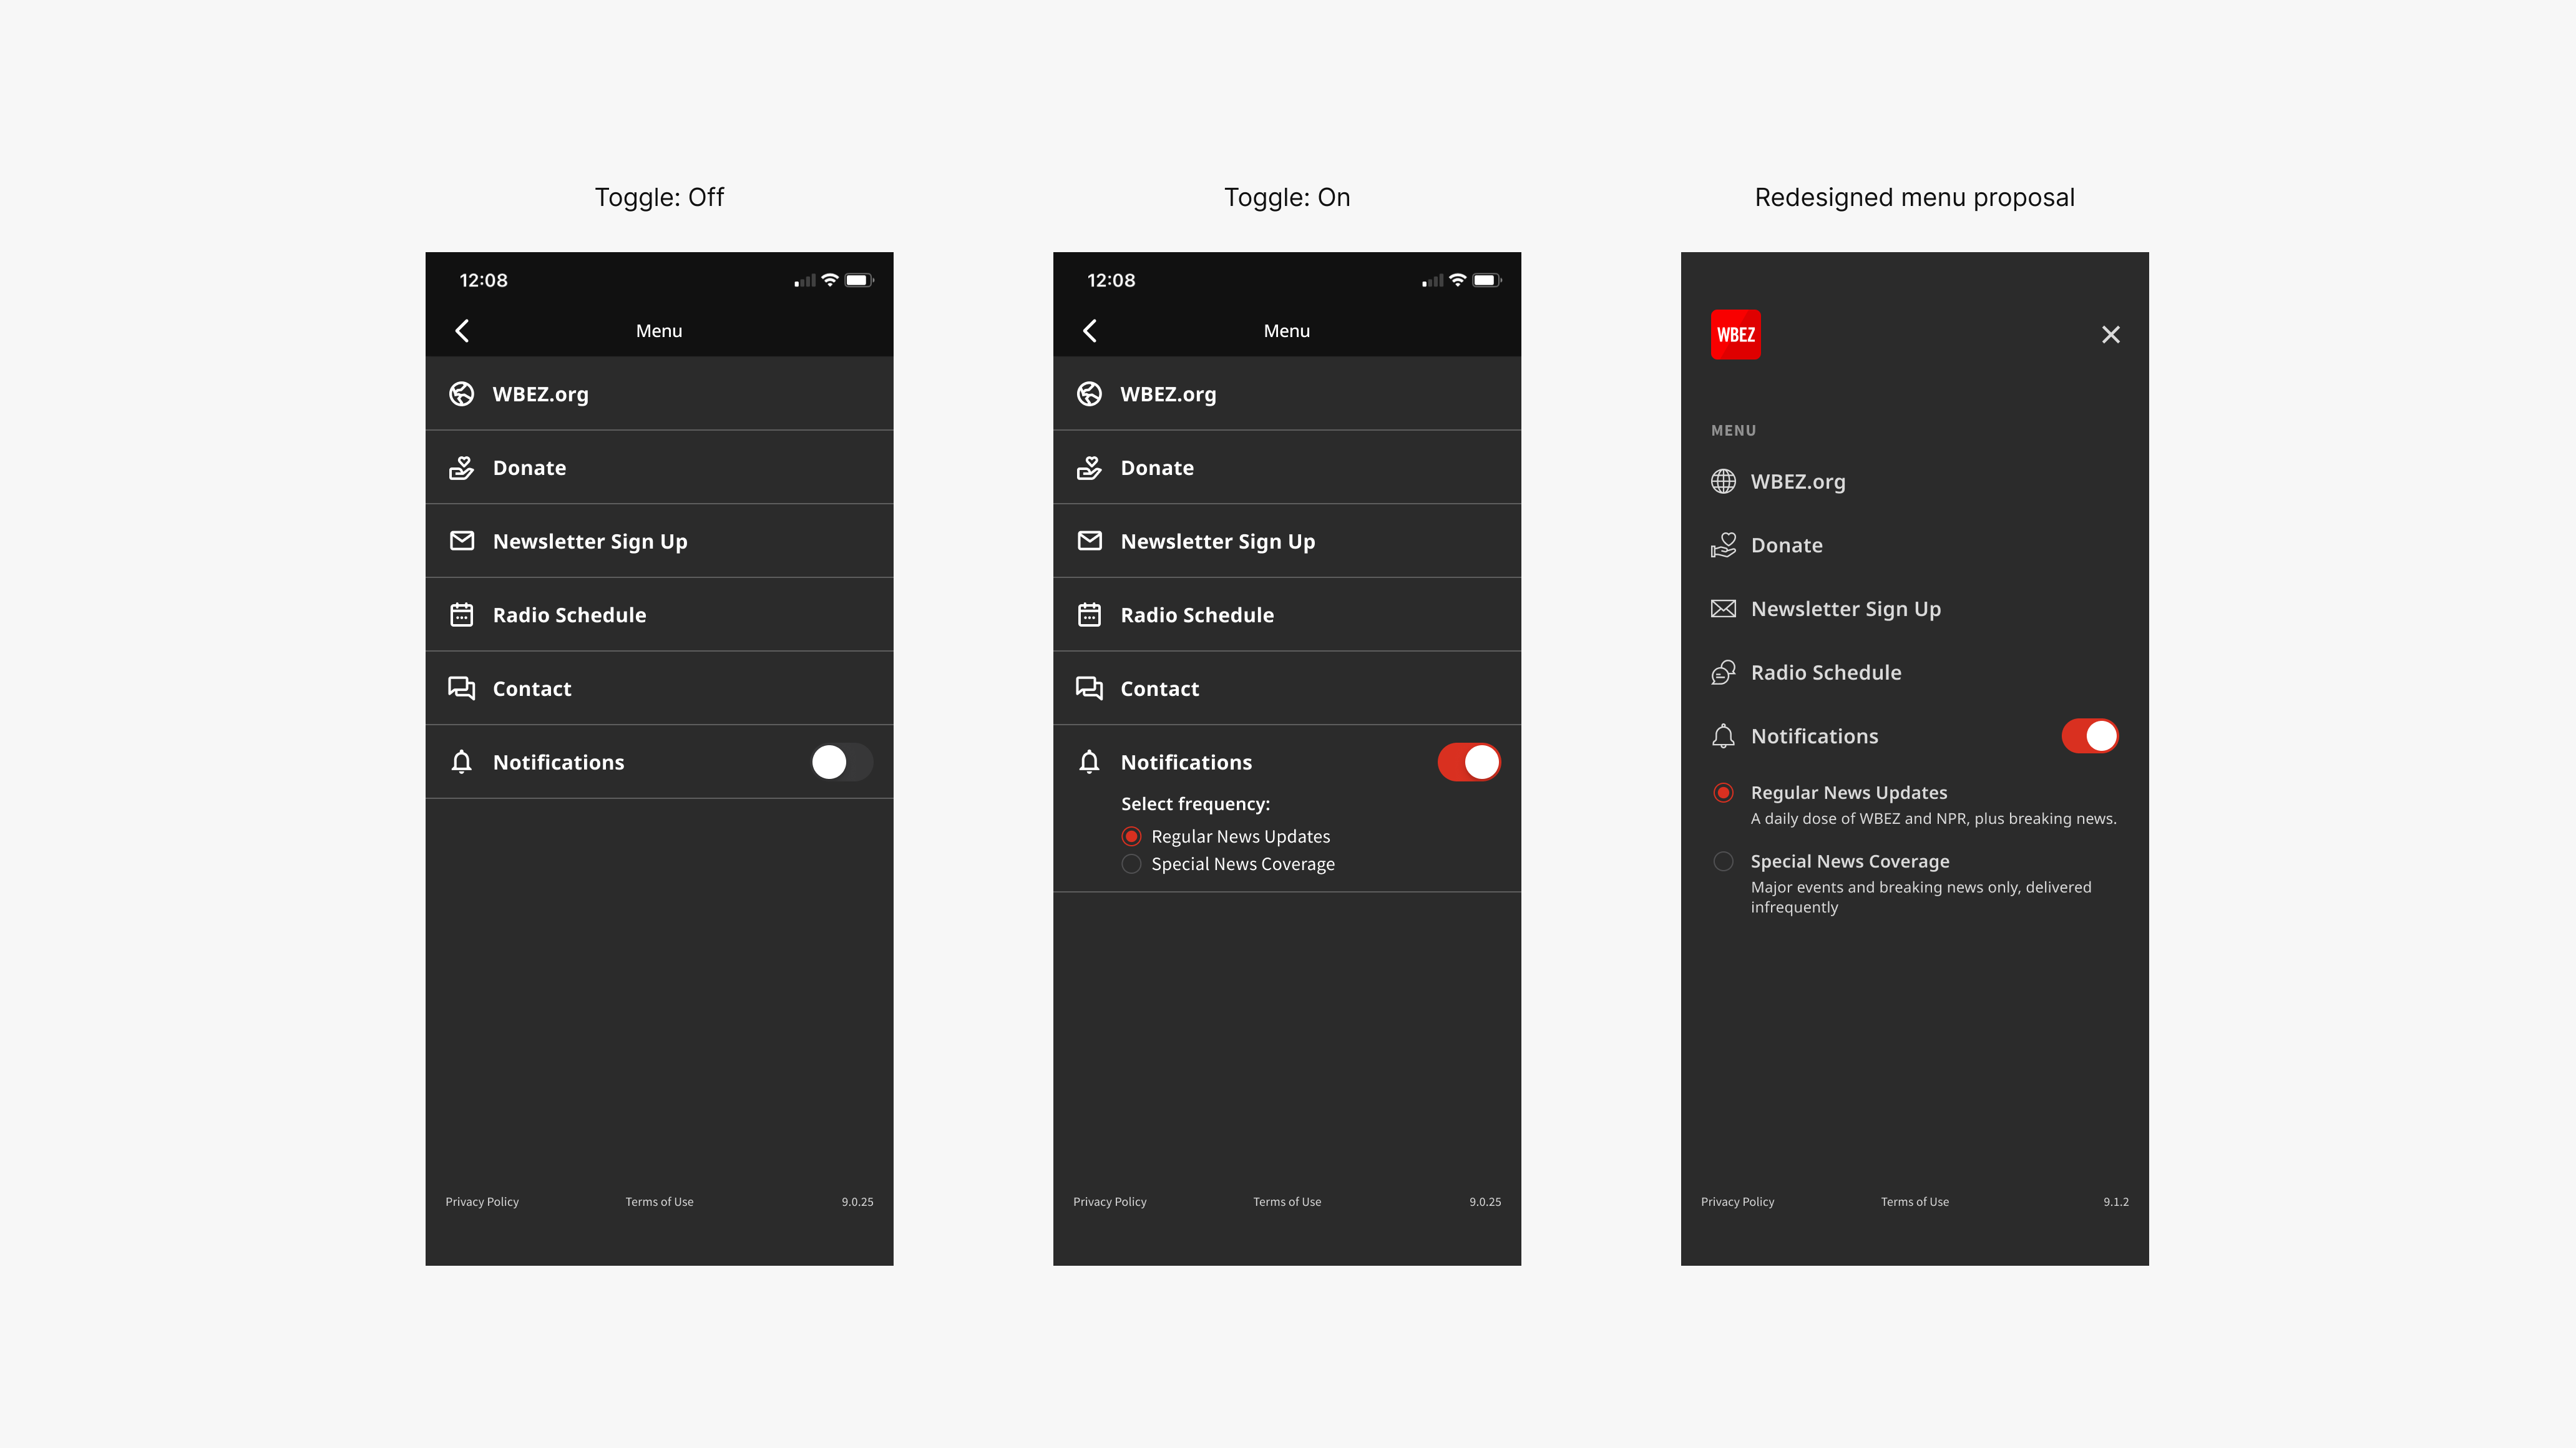 Toggle: Off
12:08
Menu
WBEZ.org
Donate
Newsletter Sign Up
Radio Schedule
Contact
Notifications
Privacy Policy
Terms of Use
9.0.25
Toggle: On
12:08
Menu
WBEZ.org
Donate
Newsletter Sign Up
Radio Schedule
Contact
Notifications
Select frequency:
Regular News Updates
Special News Coverage
Privacy Policy
Terms of Use
9.0.25
Redesigned menu proposal
WBEZ
MENU
WBEZ.org
Donate
Newsletter Sign Up
Radio Schedule
Notifications
Regular News Updates
A daily dose of WBEZ and NPR, plus breaking news.
Special News Coverage
Major events and breaking news only, delivered
infrequently
Privacy Policy
Terms of Use
9.1.2